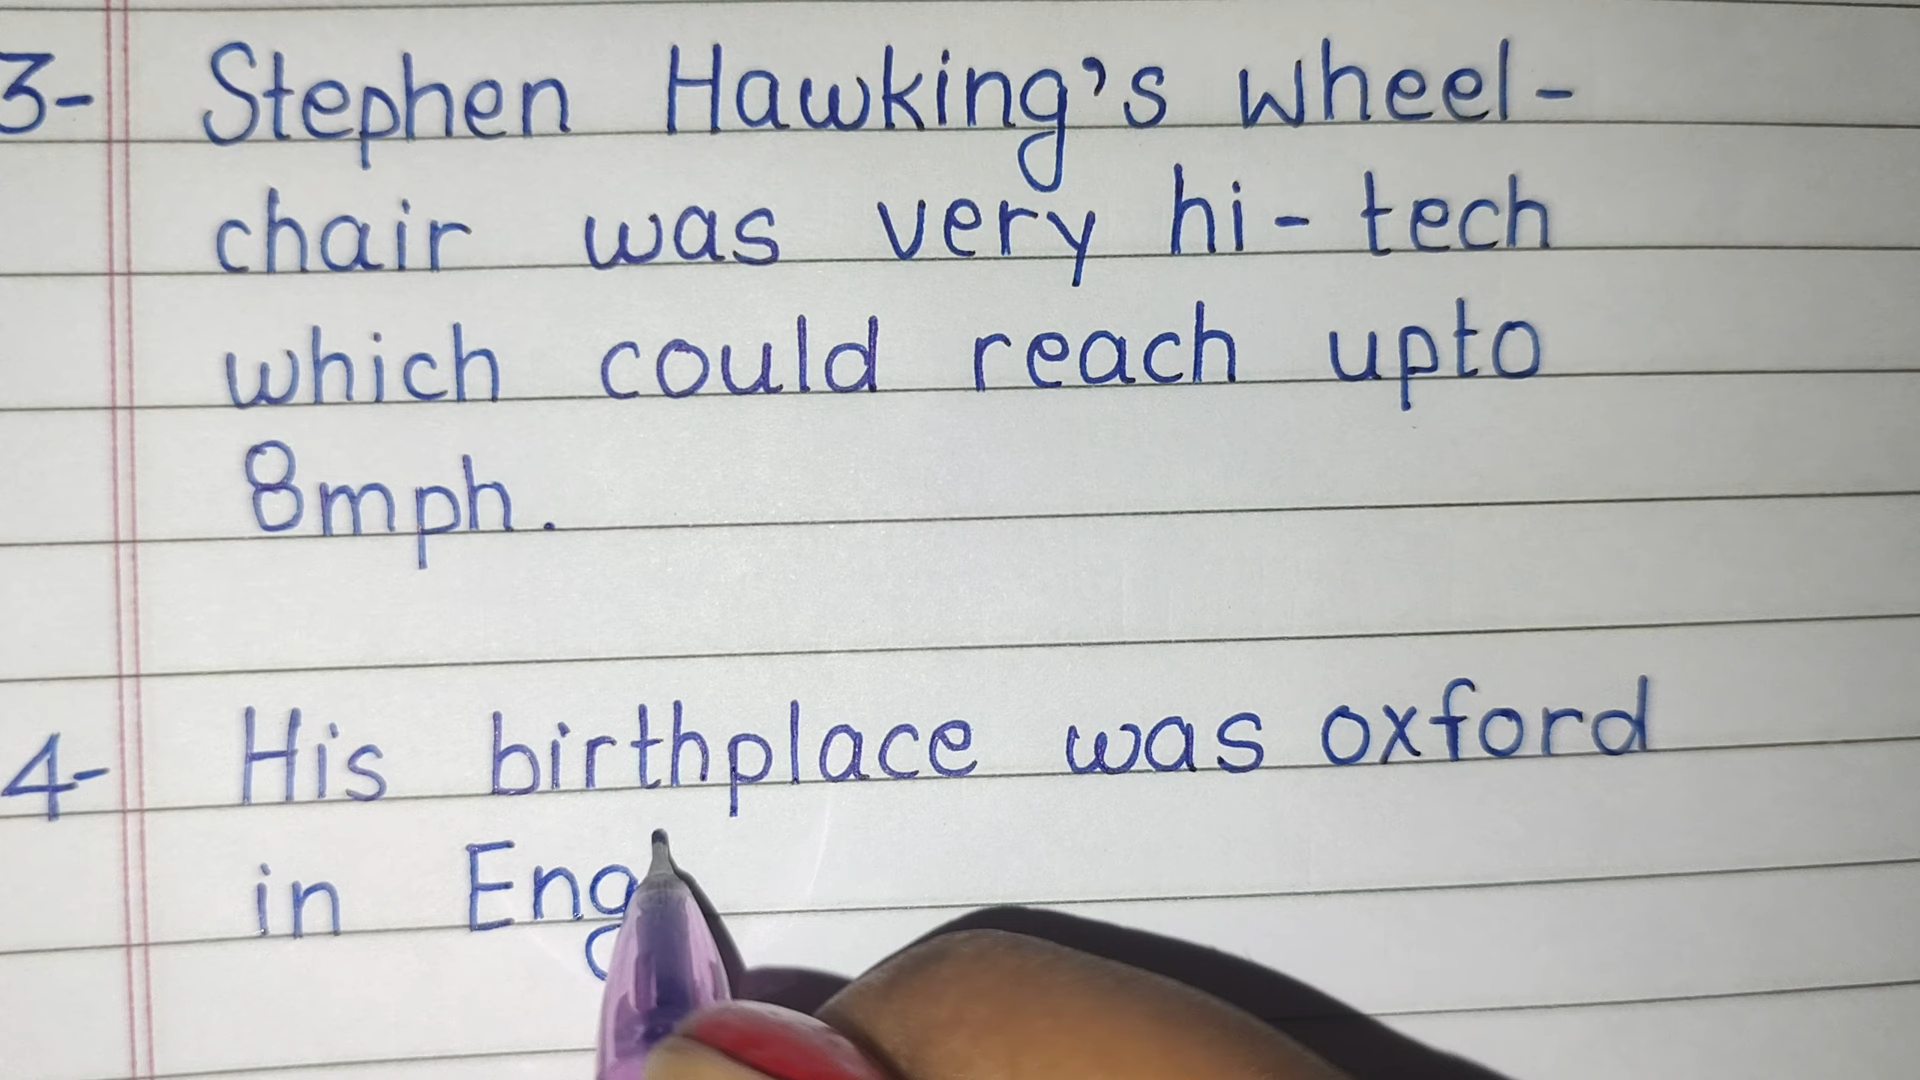 3- Stephen Hawking's wheel-
chair was very hi-tech
which could reach upto
8mph.
4- His birthplace was oxford
in Eng